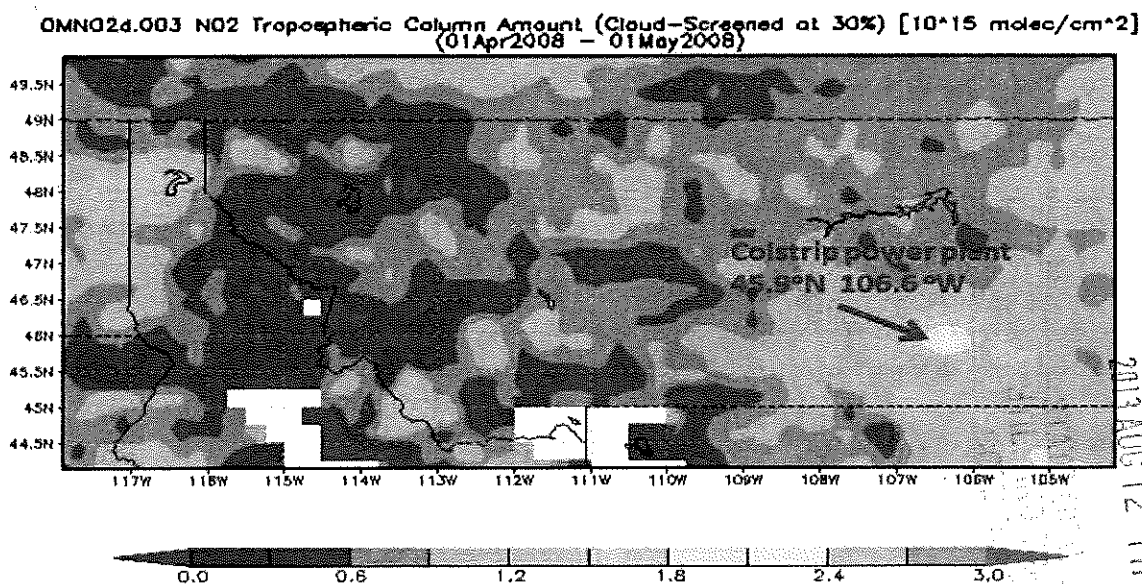 OMNO2d.003 NO2 Tropospheric Column Amount (Cloud-Screened at 30%) [10^15 molec/cm^2]
(01Apr2008 - 01May2008)
49.5N
49N
48.5N
48N
47.5N
47N
46.5N
46N
45.5N
45N
44.5N
Colstrip power plant
45.9°N 106.6°W
117W 116W 115W 114W 113W 112W 111W 110W 109W 108W 107W 106W 105W
0.0 0.6 1.2 1.8 2.4 3.0
2013 AUG 12